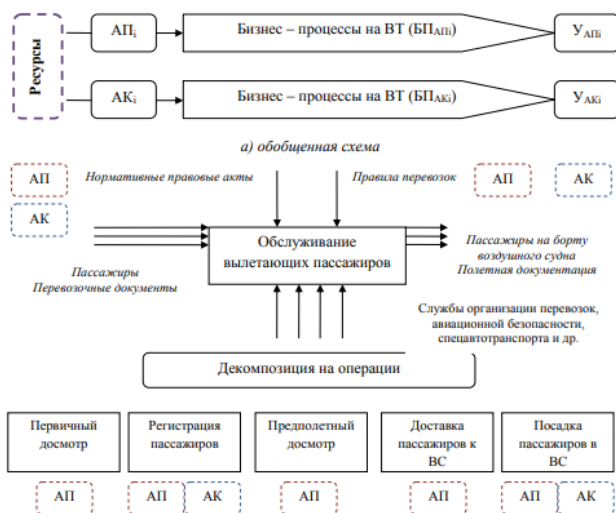 Ресурсы
АПi
Бизнес – процессы на ВТ (БПАПi)
УАПi
АКi
Бизнес – процессы на ВТ (БПАКi)
УАКi
а) обобщенная схема
АП
Нормативные правовые акты
Правила перевозок
АП
АК
АК
Обслуживание
вылетающих пассажиров
Пассажиры
Перевозочные документы
Пассажиры на борту
воздушного судна
Полетная документация
Службы организации перевозок,
авиационной безопасности,
спецавтотранспорта и др.
Декомпозиция на операции
Первичный
досмотр
Регистрация
пассажиров
Предполетный
досмотр
Доставка
пассажиров к
ВС
Посадка
пассажиров в
ВС
АП
АП
АК
АП
АП
АП
АК